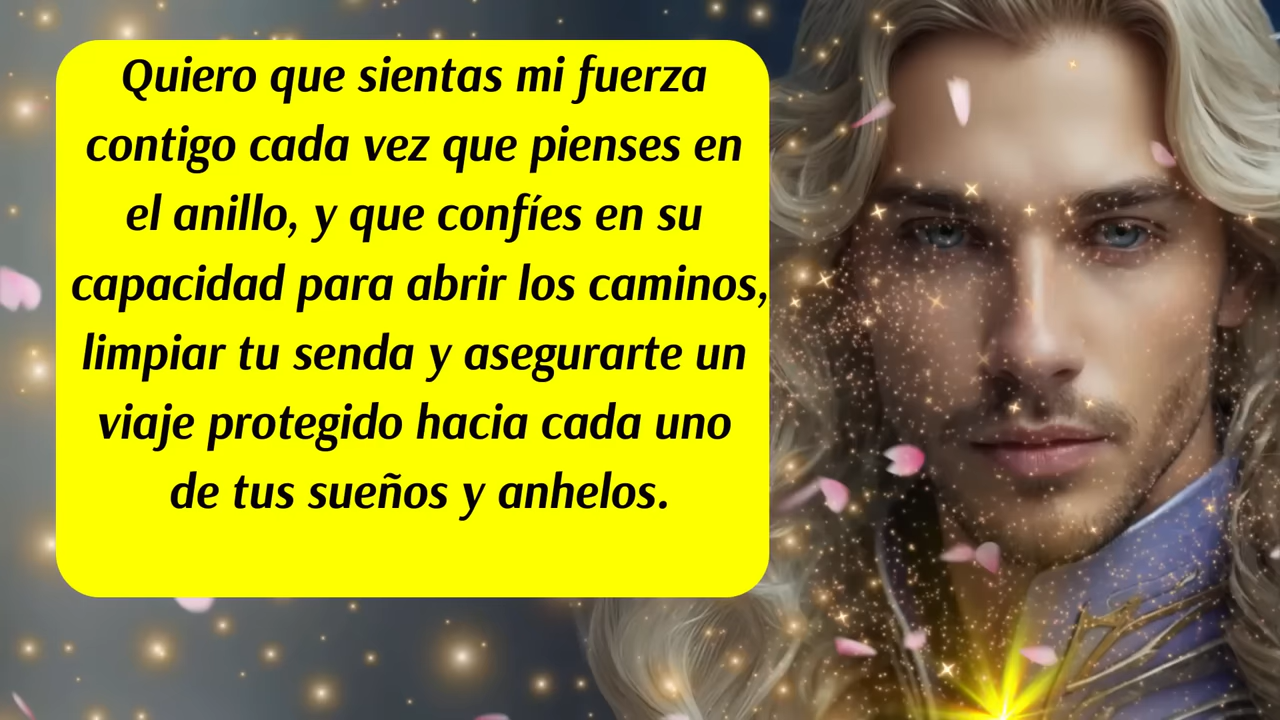 Quiero que sientas mi fuerza
contigo cada vez que pienses en
el anillo, y que confíes en su
capacidad para abrir los caminos,
limpiar tu senda y asegurarte un
viaje protegido hacia cada uno
de tus sueños y anhelos.